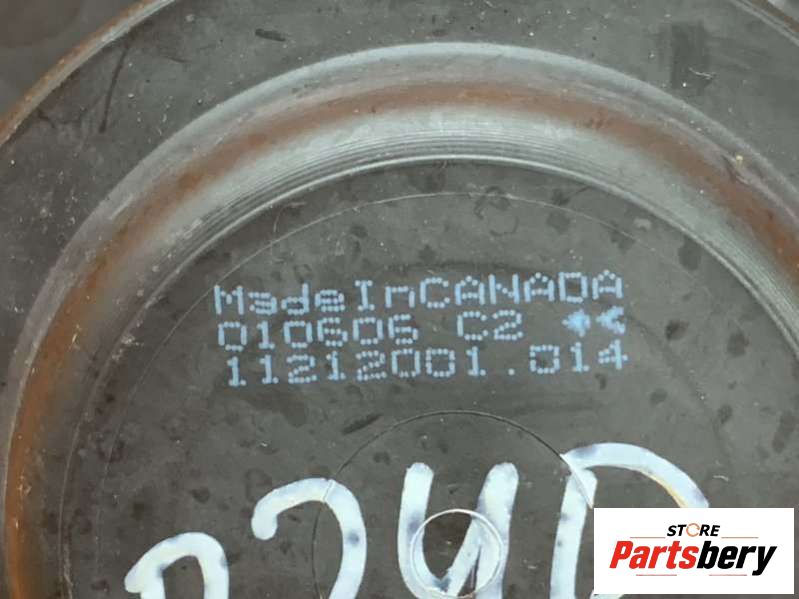 MadeInCANADA
010606 C2
11212001.014
STORE
Partsbery